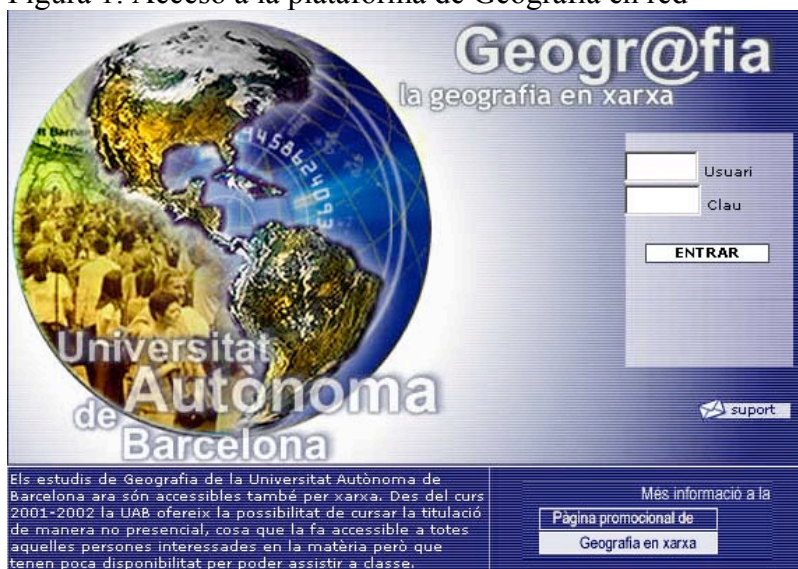 Figura 1. Acceso a la plataforma de Geografía en red
Geogr@fia
la geografia en xarxa
Usuari
Clau
ENTRAR
9458624093
Universitat
Autònoma
de
Barcelona
suport
Els estudis de Geografia de la Universitat Autònoma de
Barcelona ara són accessibles també per xarxa. Des del curs
2001-2002 la UAB ofereix la possibilitat de cursar la titulació
de manera no presencial, cosa que la fa accessible a totes
aquelles persones interessades en la matèria però que
tenen poca disponibilitat per poder assistir a classe.
Més informació a la
Pàgina promocional de
Geografia en xarxa